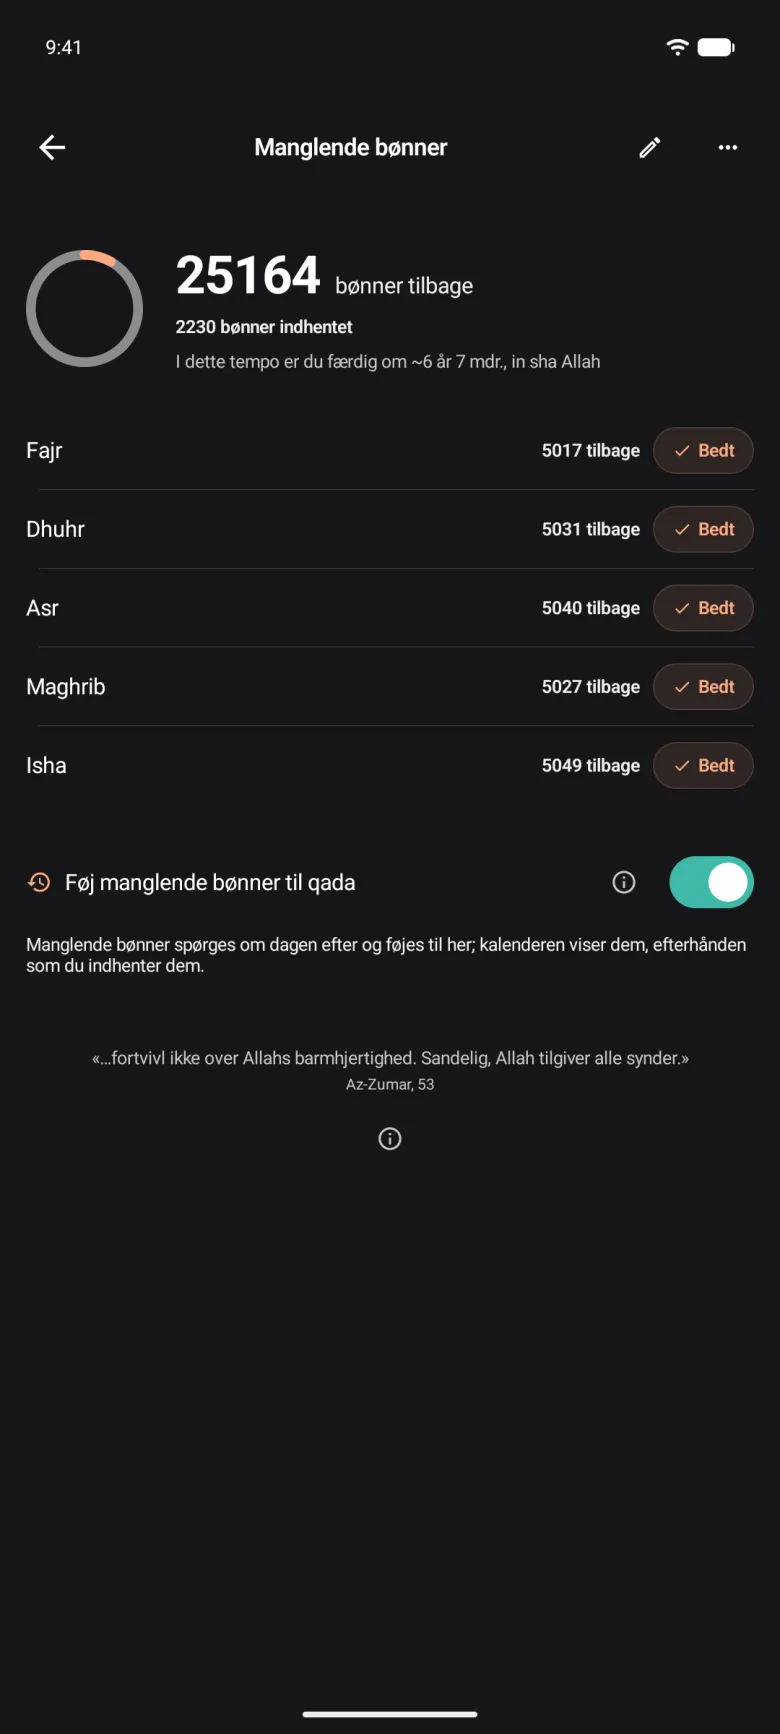 9:41
Manglende bønner
25164 bønner tilbage
2230 bønner indhentet
I dette tempo er du færdig om ~6 år 7 mdr., in sha Allah
Fajr 5017 tilbage Bedt
Dhuhr 5031 tilbage Bedt
Asr 5040 tilbage Bedt
Maghrib 5027 tilbage Bedt
Isha 5049 tilbage Bedt
Føj manglende bønner til qada
Manglende bønner spørges om dagen efter og føjes til her; kalenderen viser dem, efterhånden
som du indhenter dem.
«…fortvivl ikke over Allahs barmhjertighed. Sandelig, Allah tilgiver alle synder.»
Az-Zumar, 53